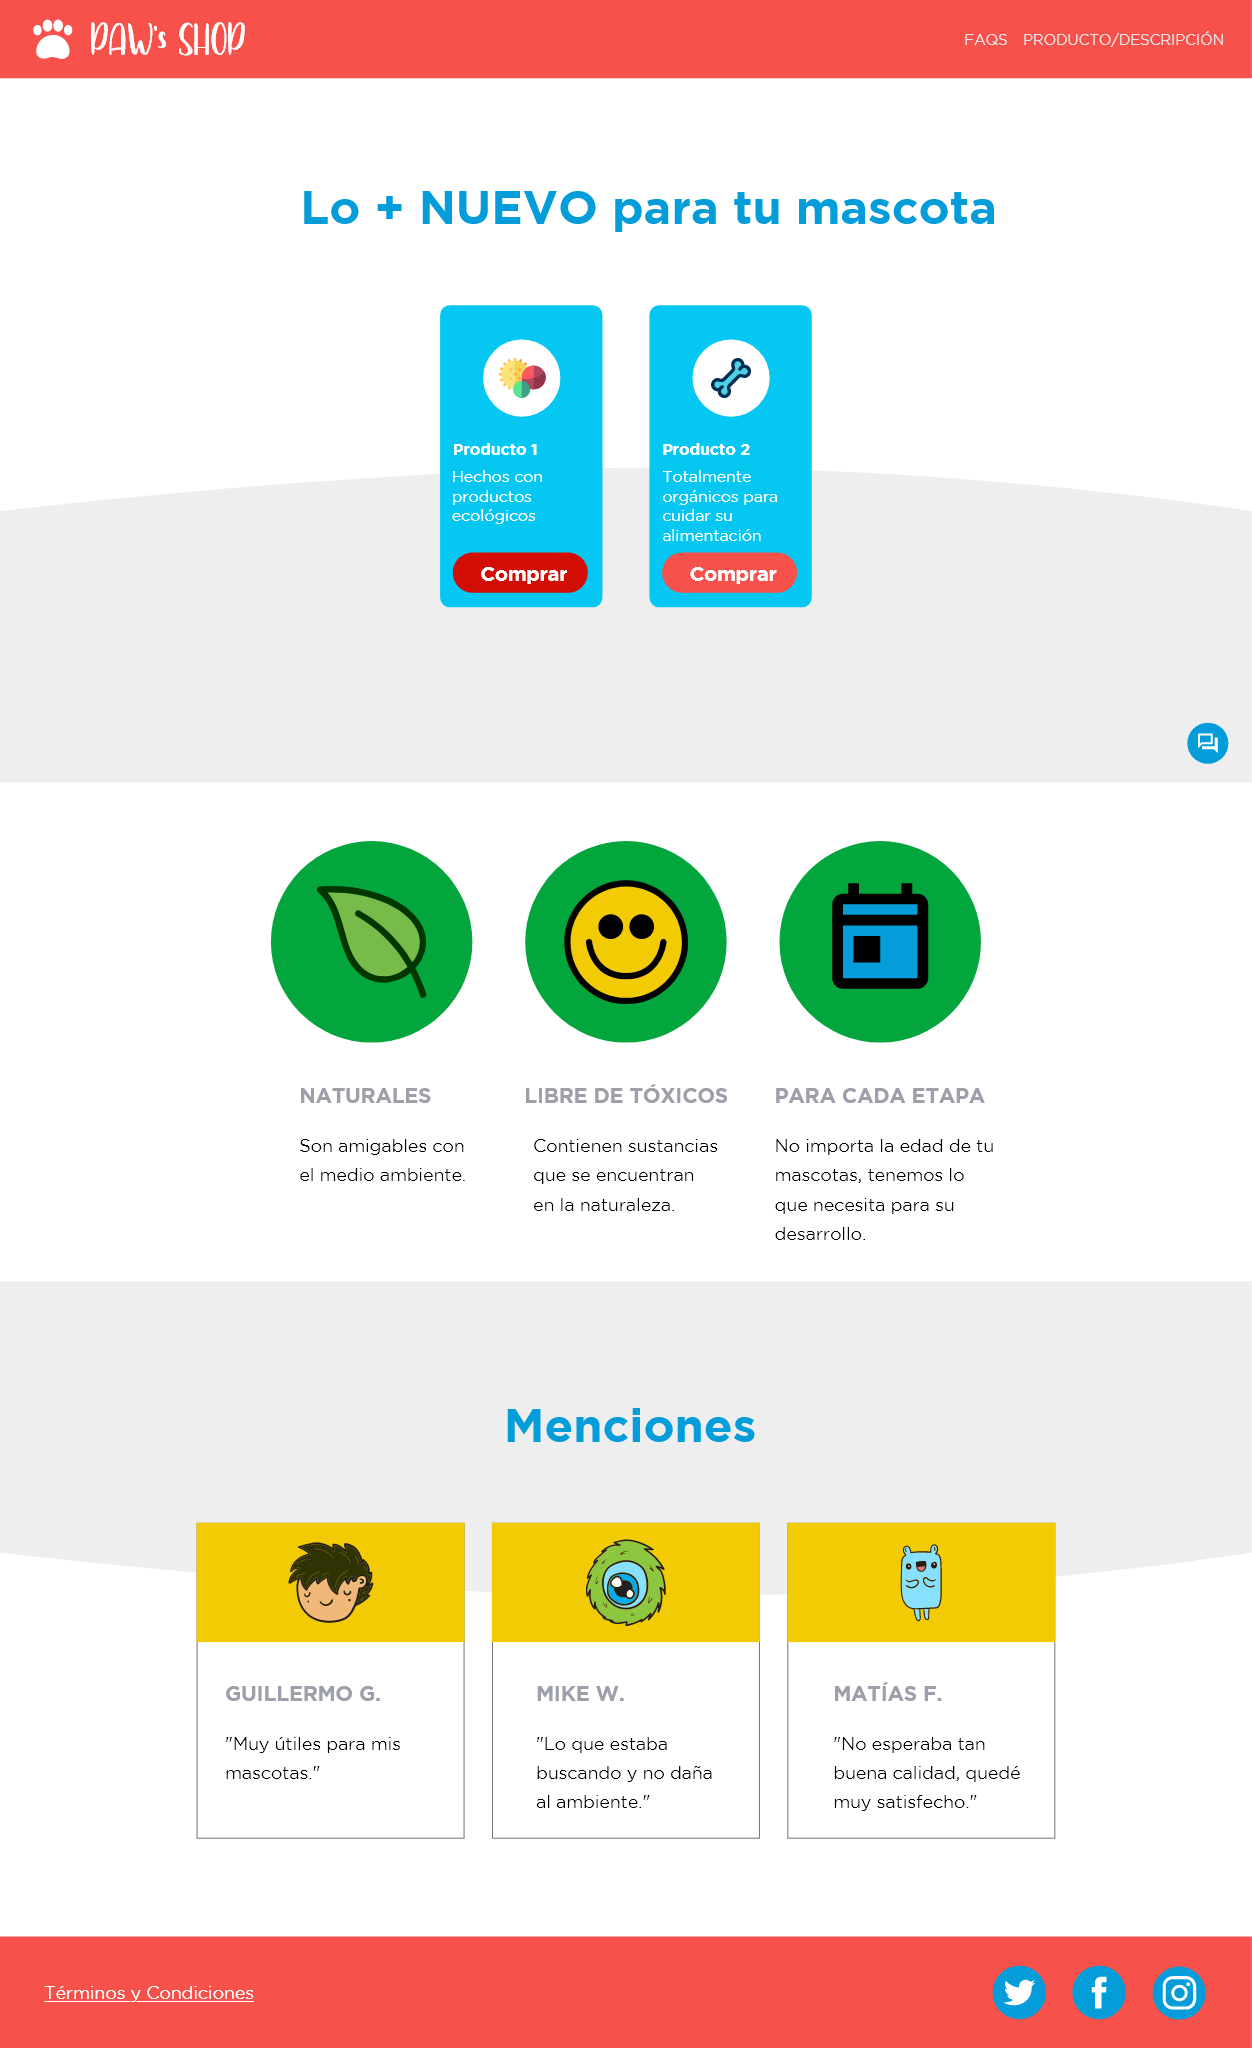 PAW's SHOP
FAQS PRODUCTO/DESCRIPCIÓN
Lo + NUEVO para tu mascota
Producto 1
Hechos con
productos
ecológicos
Comprar
Producto 2
Totalmente
orgánicos para
cuidar su
alimentación
Comprar
NATURALES
Son amigables con
el medio ambiente.
LIBRE DE TÓXICOS
Contienen sustancias
que se encuentran
en la naturaleza.
PARA CADA ETAPA
No importa la edad de tu
mascotas, tenemos lo
que necesita para su
desarrollo.
Menciones
GUILLERMO G.
"Muy útiles para mis
mascotas."
MIKE W.
"Lo que estaba
buscando y no daña
al ambiente."
MATÍAS F.
"No esperaba tan
buena calidad, quedé
muy satisfecho."
Términos y Condiciones